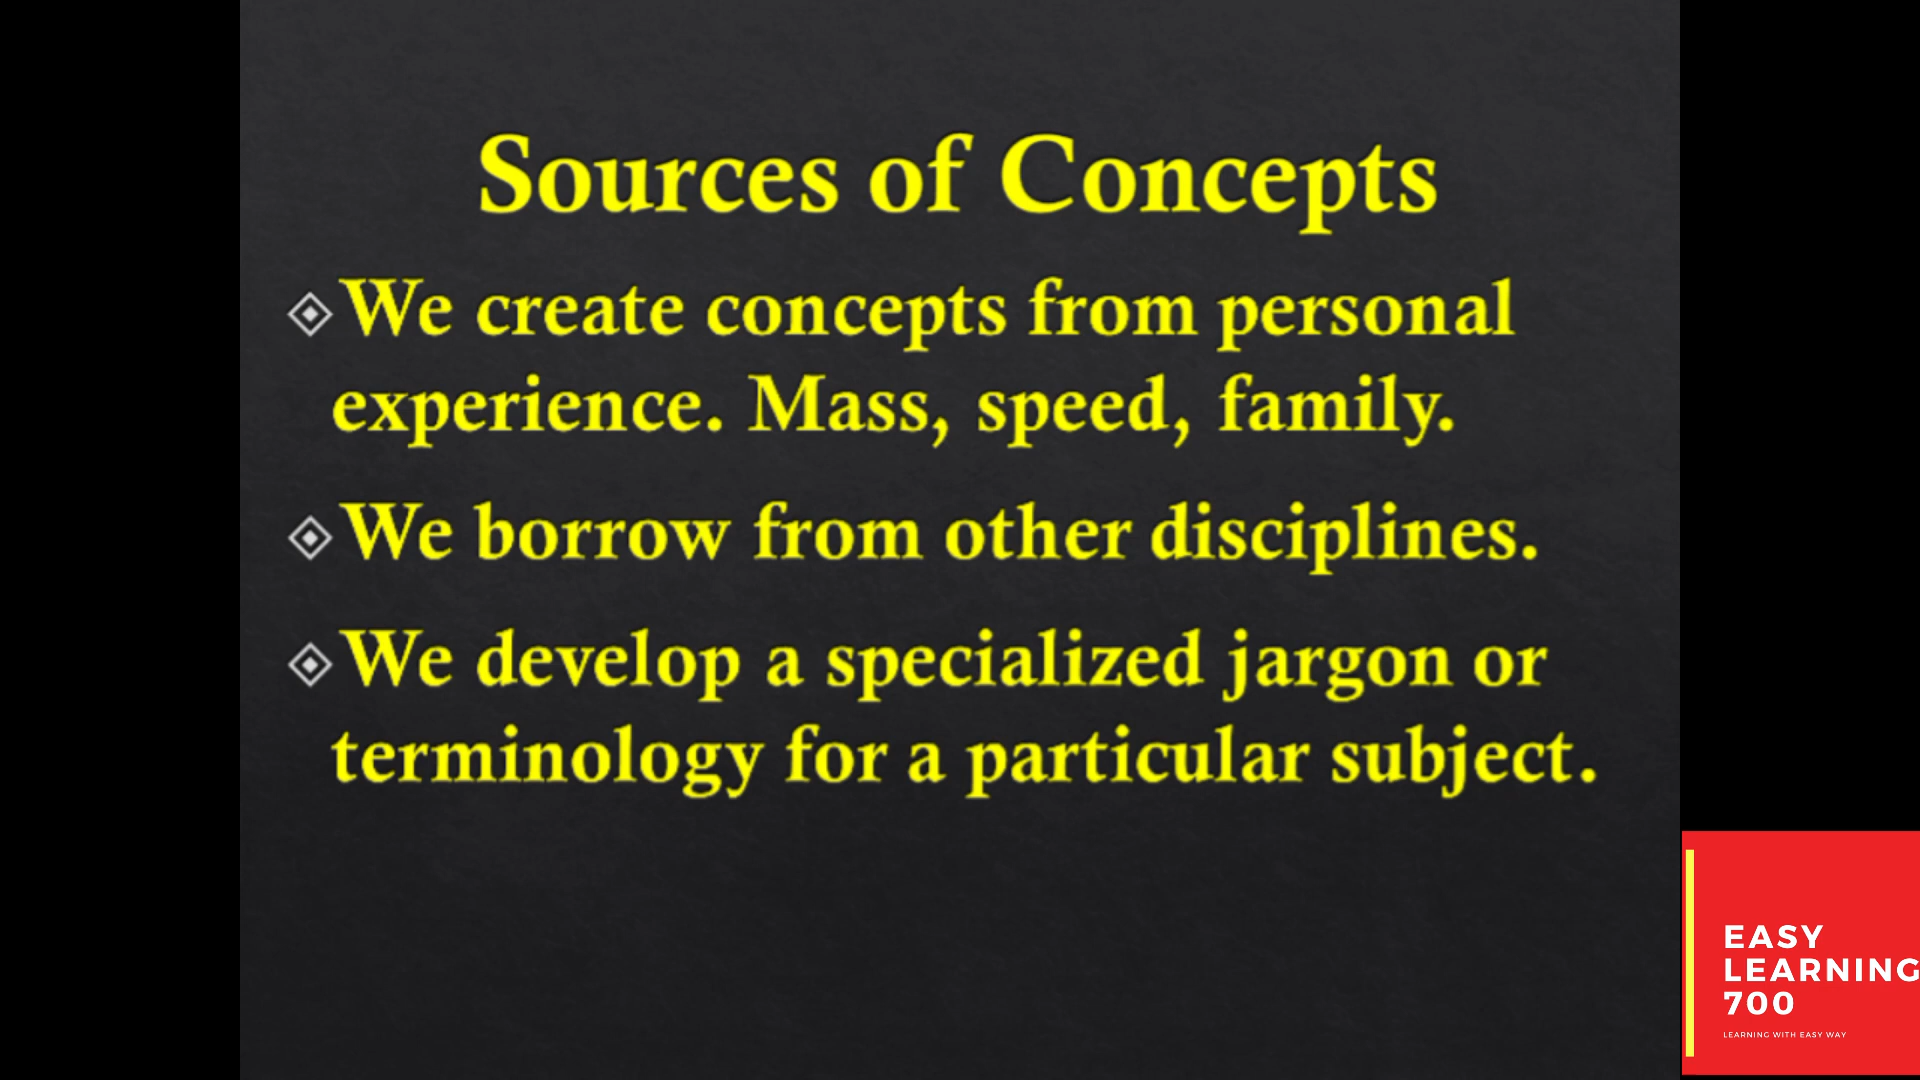 Sources of Concepts
We create concepts from personal
experience. Mass, speed, family.
We borrow from other disciplines.
We develop a specialized jargon or
terminology for a particular subject.
EASY
LEARNING
700
LEARNING WITH EASY WAY